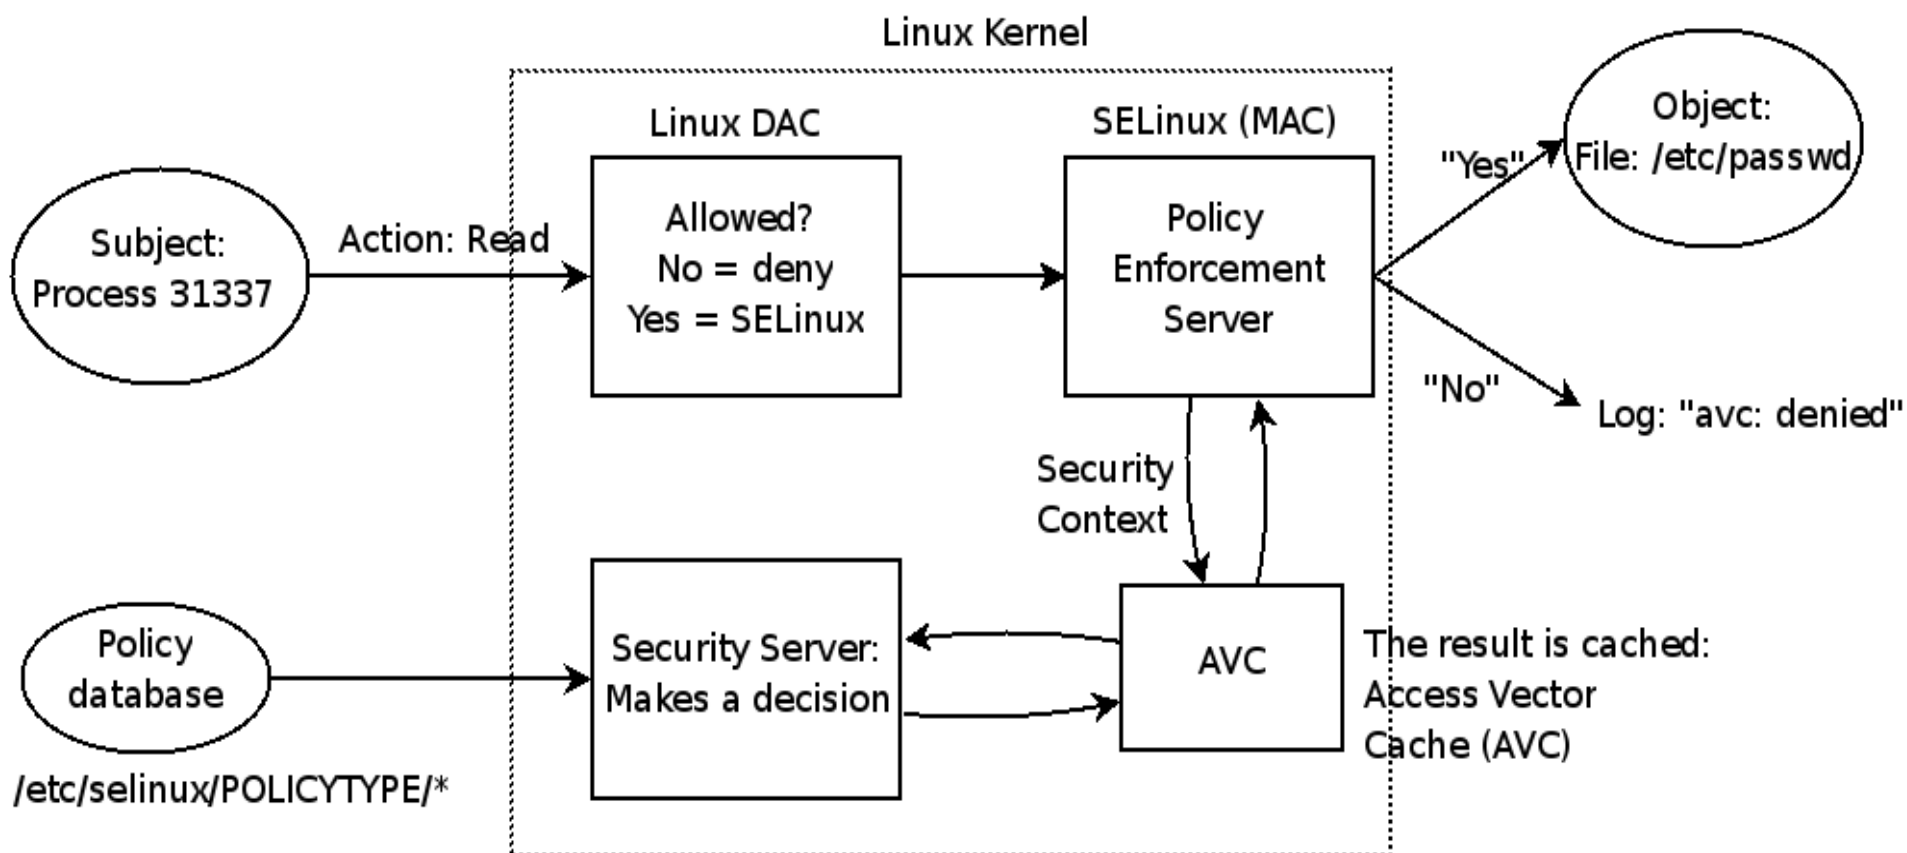 Linux Kernel
Linux DAC
SELinux (MAC)
Object:
File: /etc/passwd
Subject:
Process 31337
Action: Read
Allowed?
No = deny
Yes = SELinux
Policy
Enforcement
Server
"Yes"
"No"
Log: "avc: denied"
Security
Context
Policy
database
/etc/selinux/POLICYTYPE/*
Security Server:
Makes a decision
AVC
The result is cached:
Access Vector
Cache (AVC)